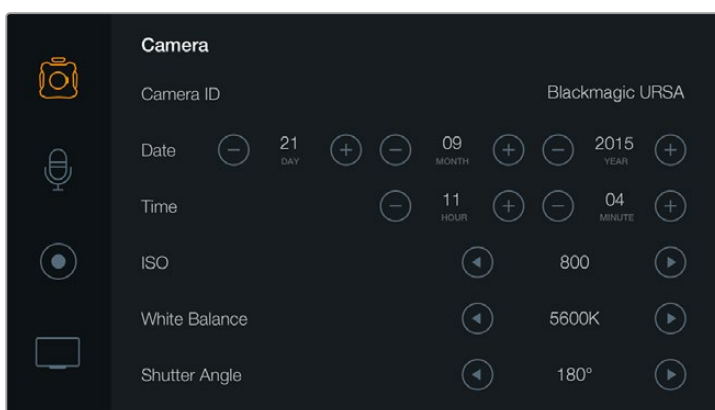 Camera
Camera ID Blackmagic URSA
Date 21 09 2015
DAY MONTH YEAR
Time 11 04
HOUR MINUTE
ISO 800
White Balance 5600K
Shutter Angle 180°